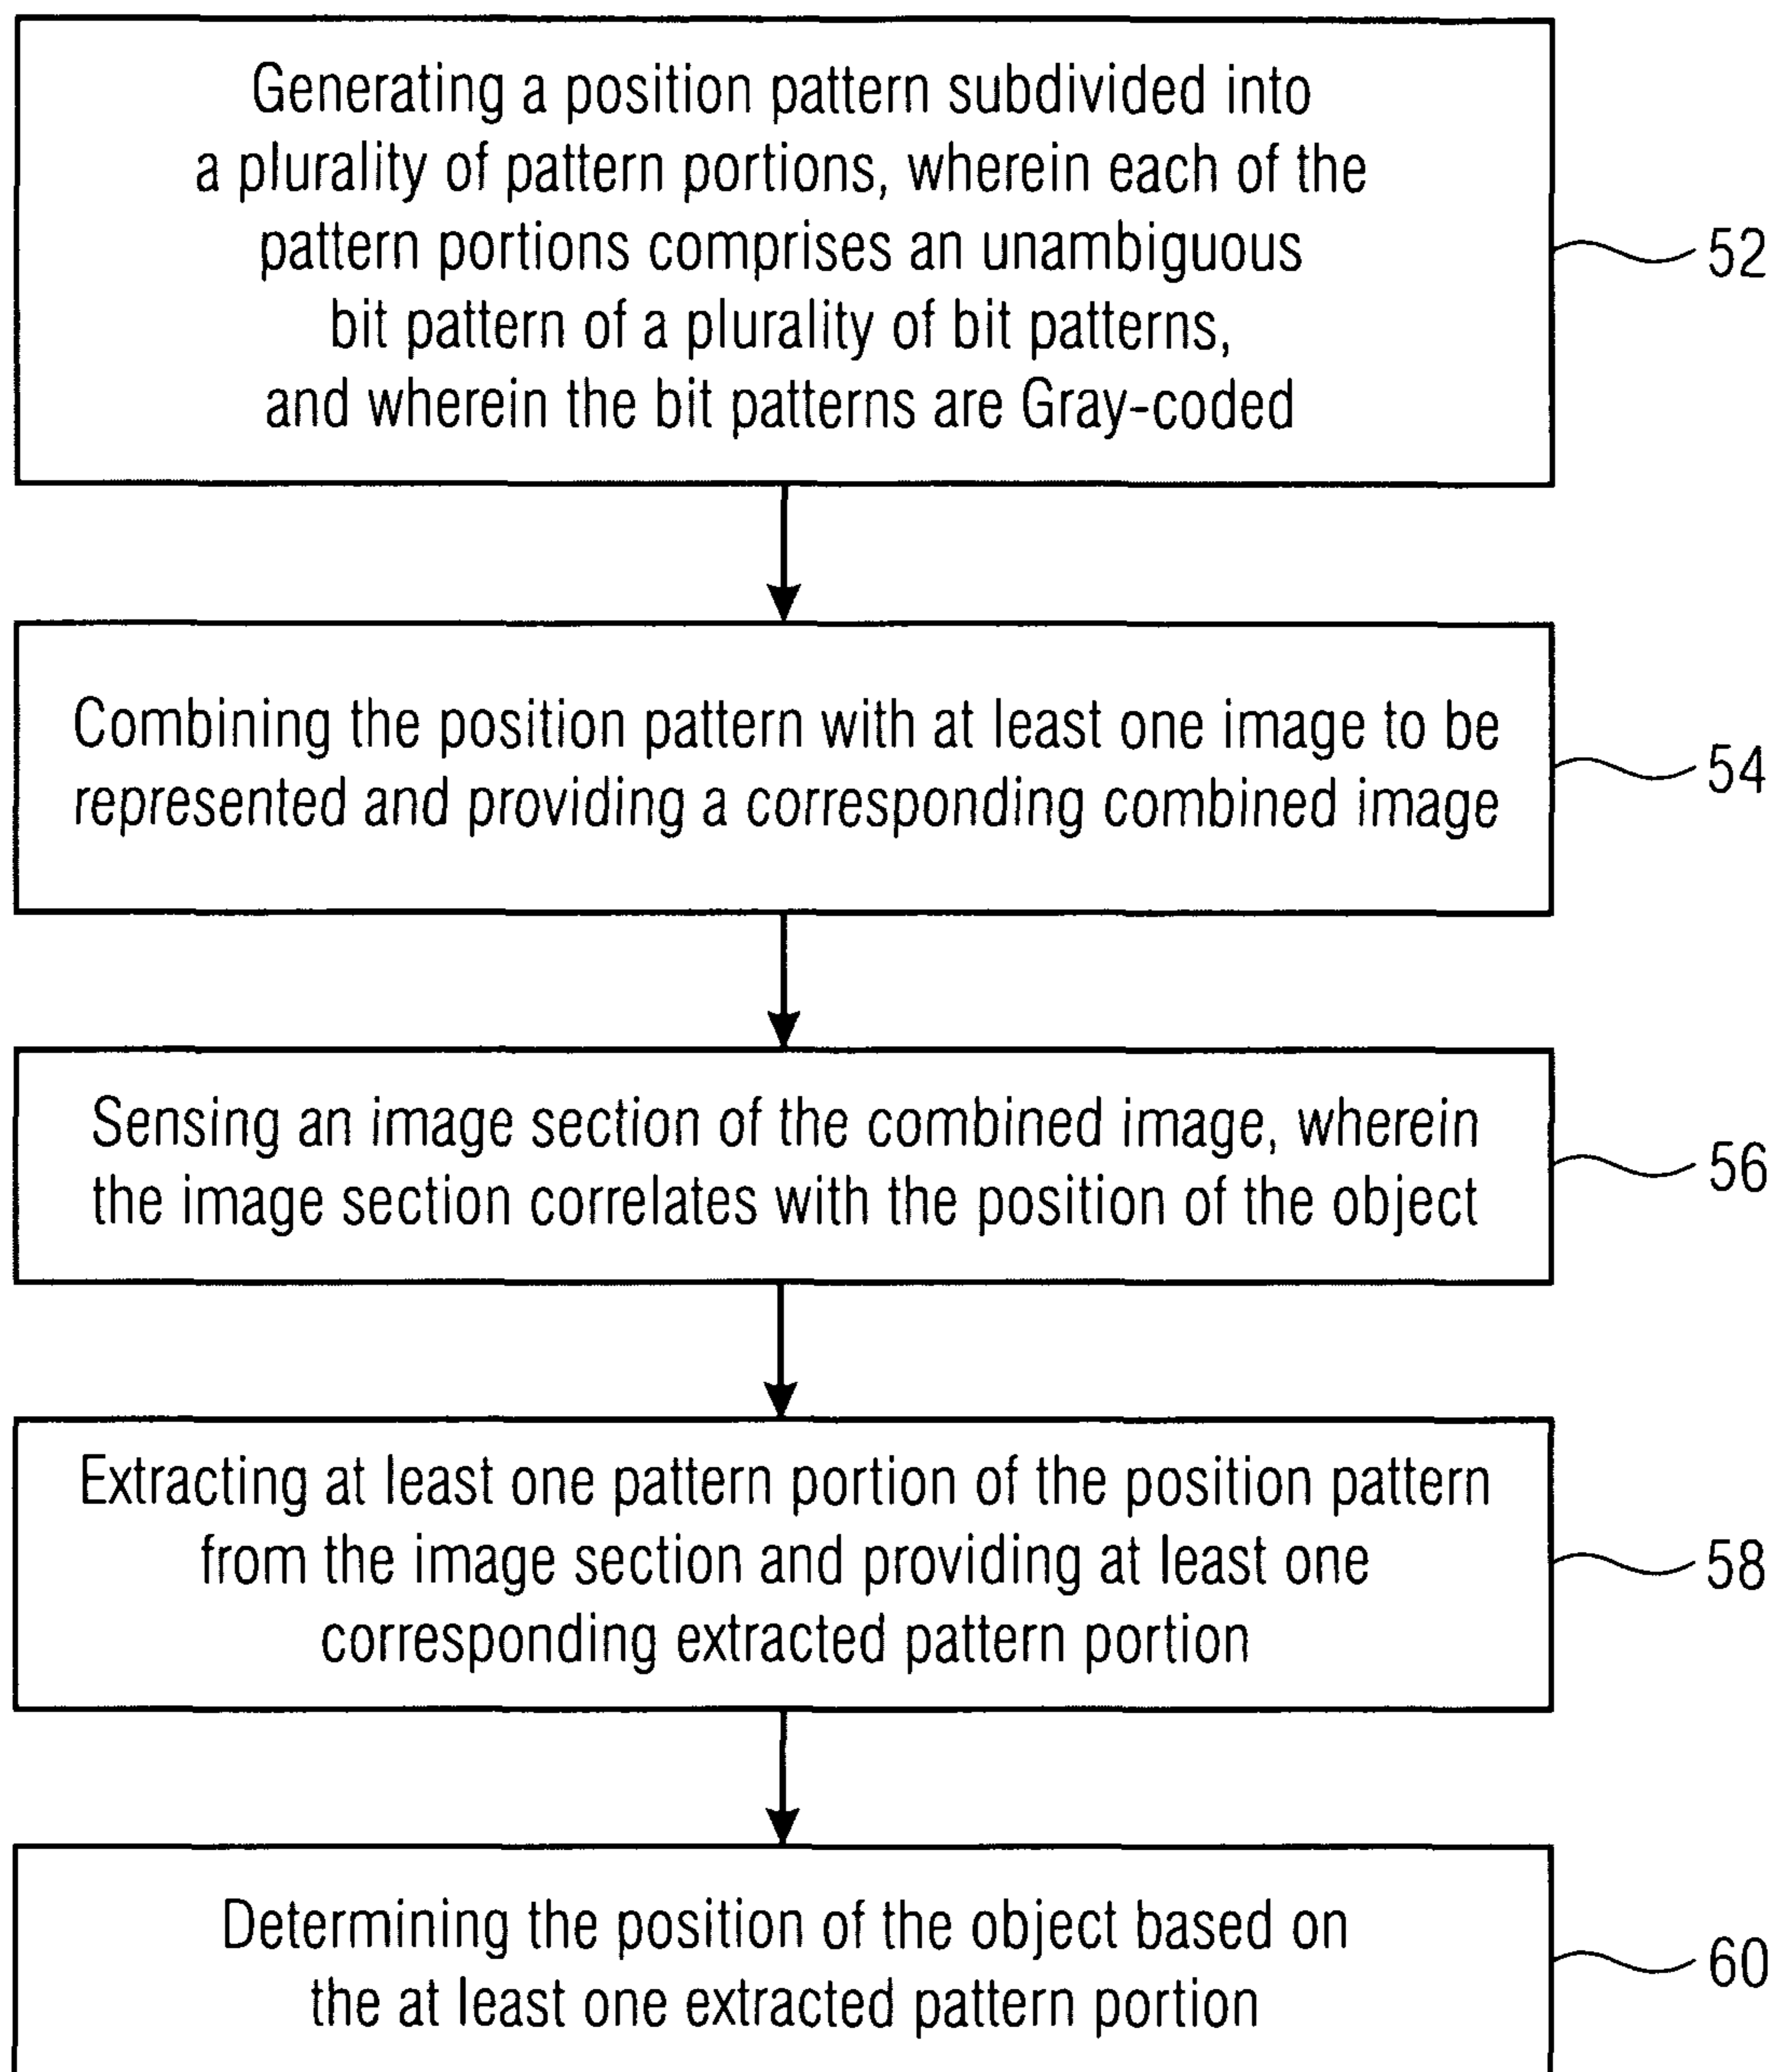 Generating a position pattern subdivided into
a plurality of pattern portions, wherein each of the
pattern portions comprises an unambiguous
bit pattern of a plurality of bit patterns,
and wherein the bit patterns are Gray-coded
52
Combining the position pattern with at least one image to be
represented and providing a corresponding combined image
54
Sensing an image section of the combined image, wherein
the image section correlates with the position of the object
56
Extracting at least one pattern portion of the position pattern
from the image section and providing at least one
corresponding extracted pattern portion
58
Determining the position of the object based on
the at least one extracted pattern portion
60